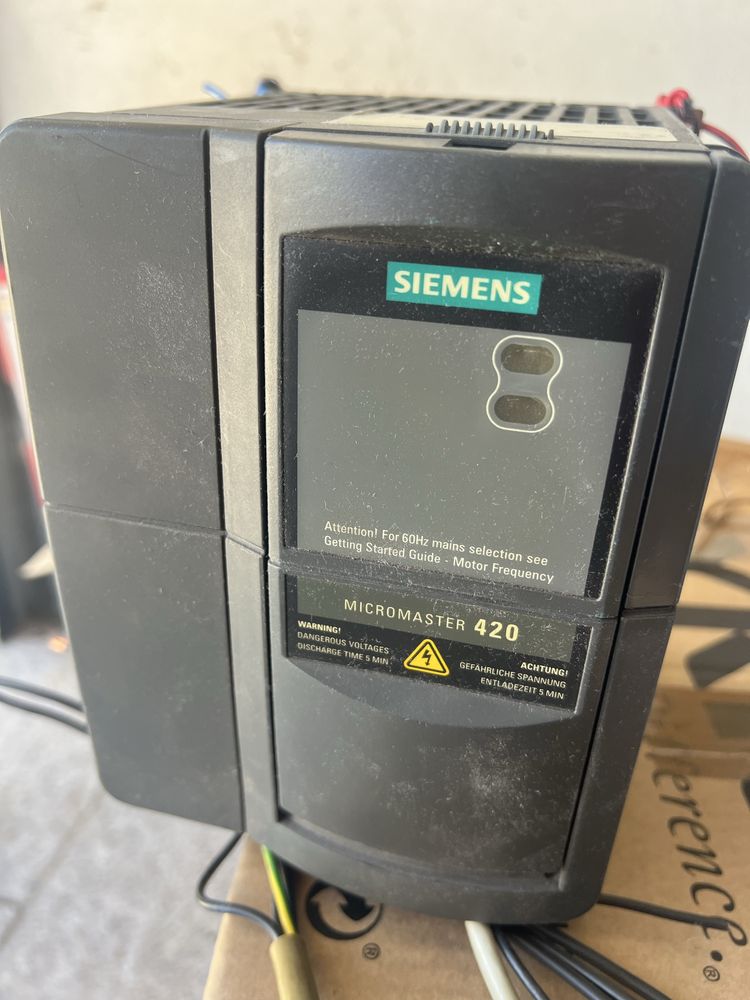 SIEMENS
Attention! For 60Hz mains selection see
Getting Started Guide - Motor Frequency
MICROMASTER 420
WARNING!
DANGEROUS VOLTAGES
DISCHARGE TIME 5 MIN
ACHTUNG!
GEFÄHRLICHE SPANNUNG
ENTLADEZEIT 5 MIN
erence.®
®